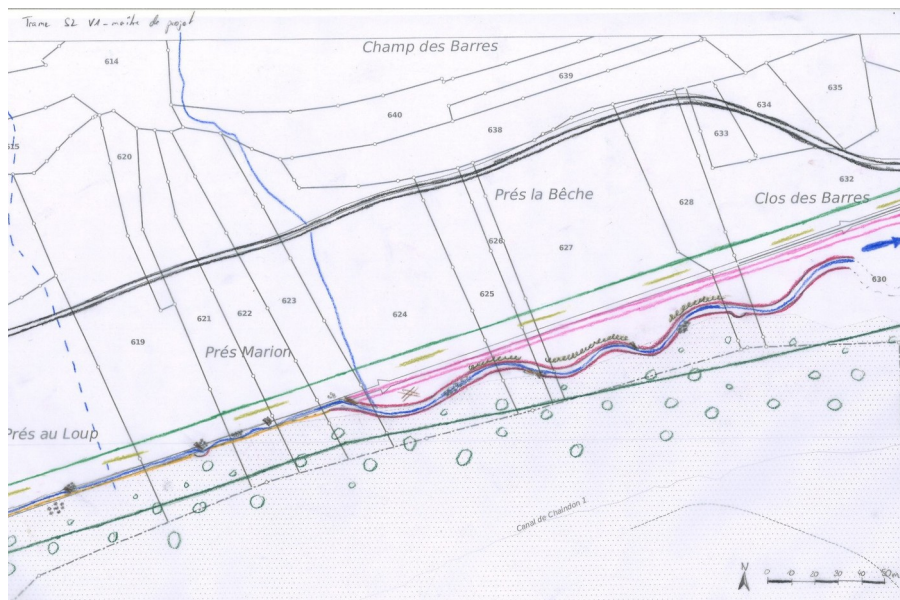 Trame S2 V1 - maître de projet
Champ des Barres
614
639
635
640
634
638
633
615
620
632
Prés la Bêche
628
Clos des Barres
626
627
630
625
623
624
622
621
619
Prés Marion
Prés au Loup
Canal de Chaindon 1
N
0 10 20 30 40 50m